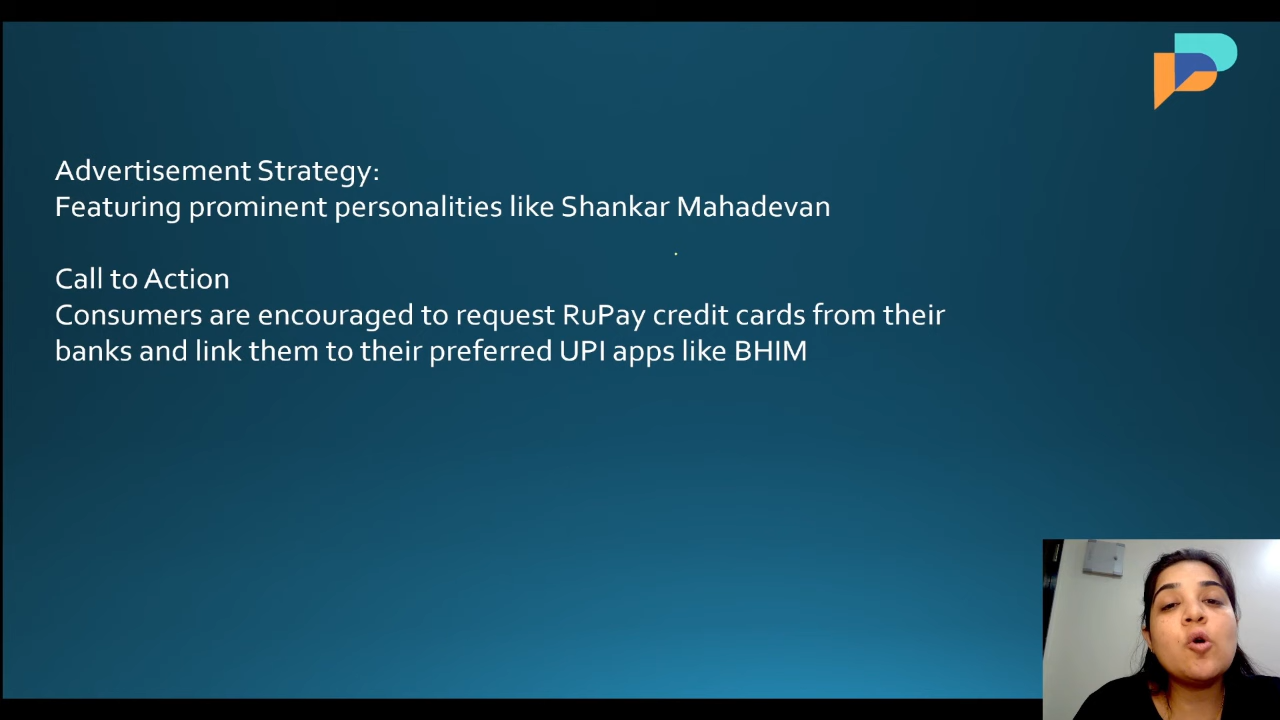 Advertisement Strategy:
Featuring prominent personalities like Shankar Mahadevan
Call to Action
Consumers are encouraged to request RuPay credit cards from their
banks and link them to their preferred UPI apps like BHIM